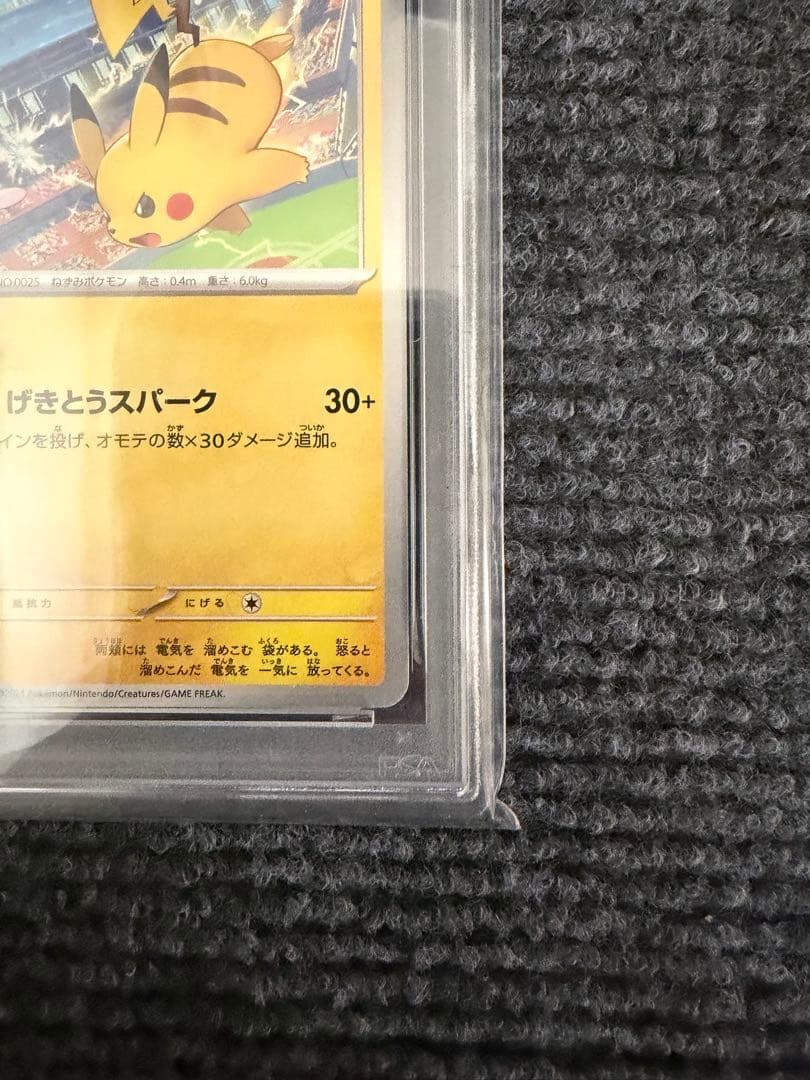 NO.0025 ねずみポケモン 高さ：0.4m 重さ：6.0kg
げきとうスパーク 30+
インを投げ、オモテの数×30ダメージ追加。
抵抗力 にげる
両頬には 電気を 溜めこむ 袋がある。 怒ると
溜めこんだ 電気を 一気に 放ってくる。
Pokémon/Nintendo/Creatures/GAME FREAK.
PSA